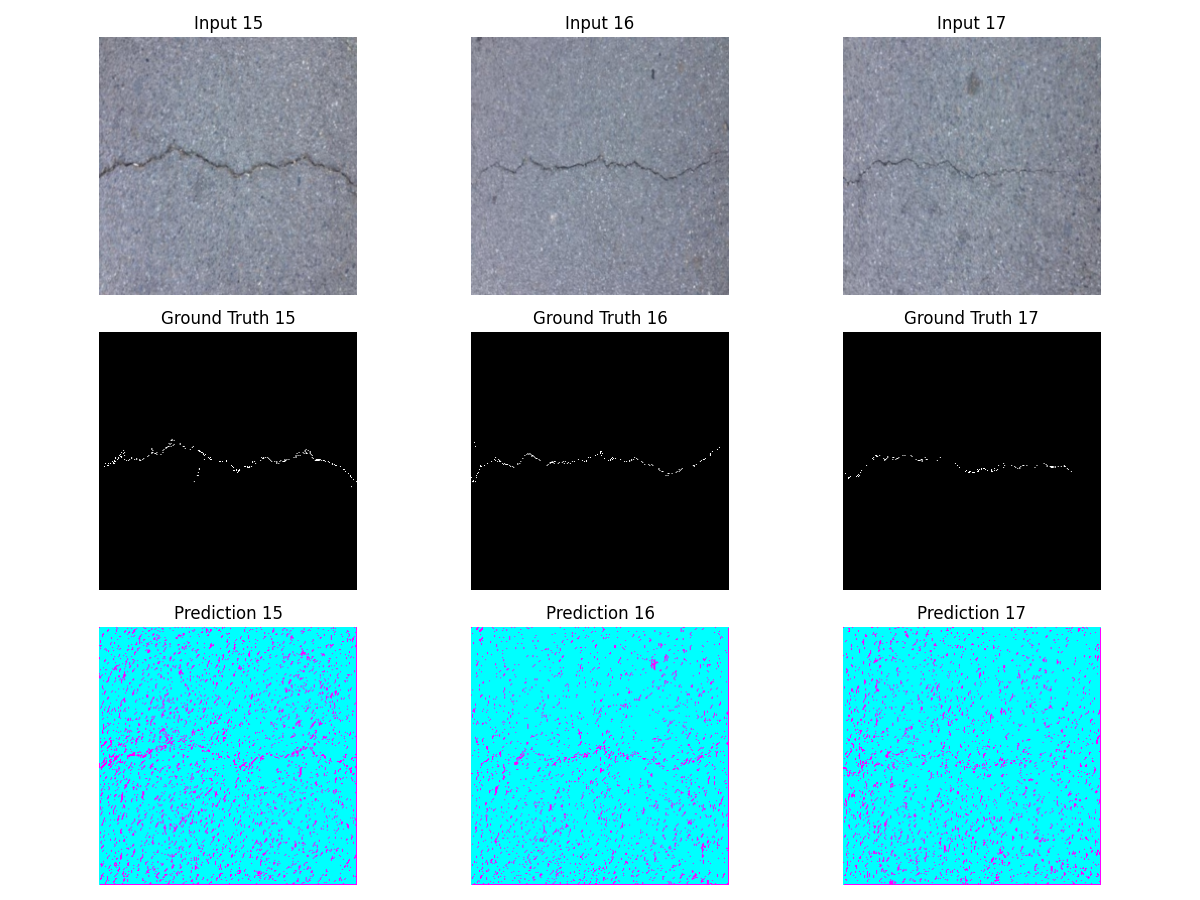 Input 15
Input 16
Input 17
Ground Truth 15
Ground Truth 16
Ground Truth 17
Prediction 15
Prediction 16
Prediction 17